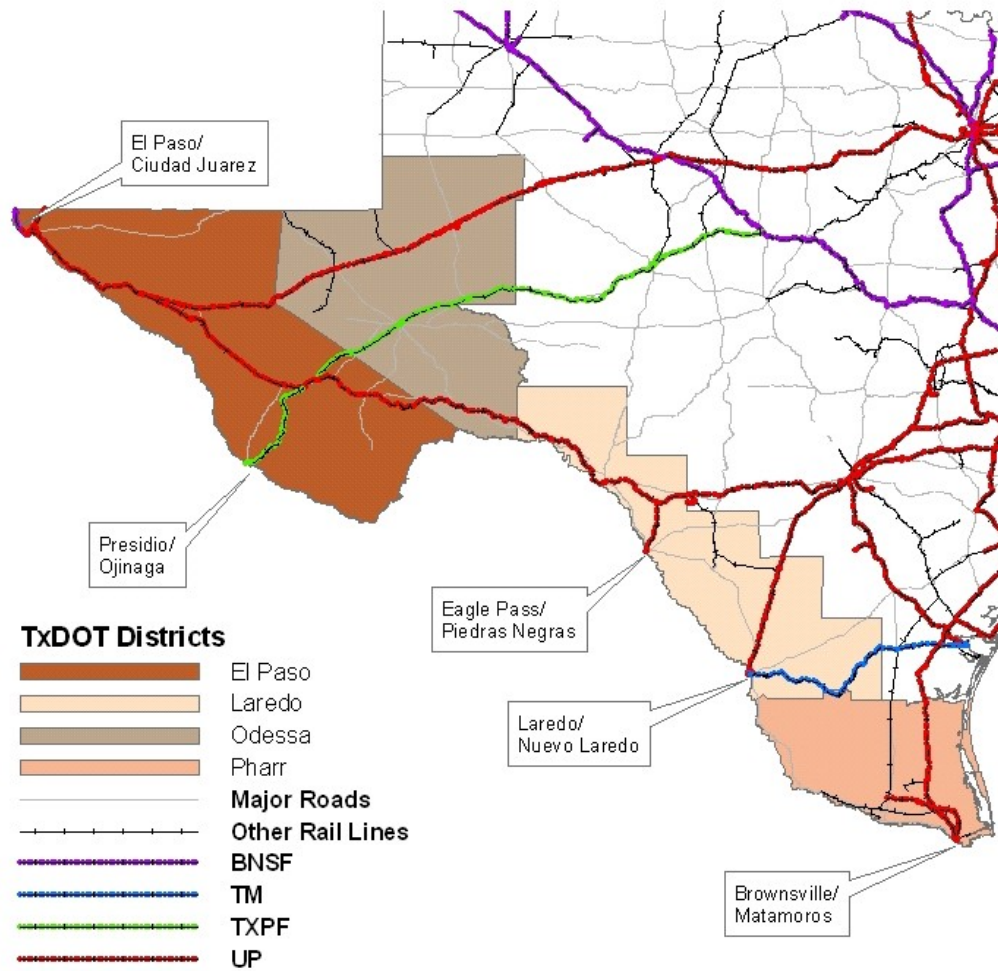 El Paso/
Ciudad Juarez
Presidio/
Ojinaga
Eagle Pass/
Piedras Negras
Laredo/
Nuevo Laredo
Brownsville/
Matamoros
TxDOT Districts
El Paso
Laredo
Odessa
Pharr
Major Roads
Other Rail Lines
BNSF
TM
TXPF
UP